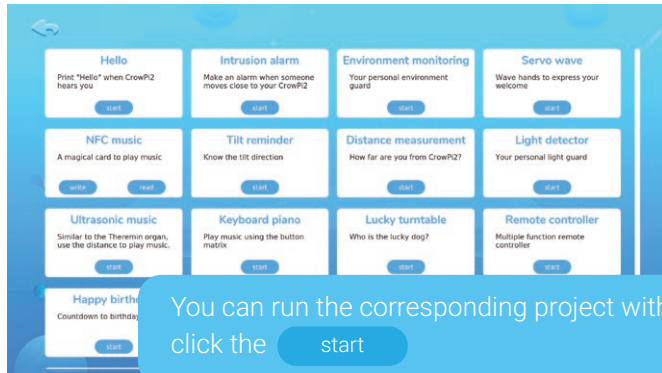 Hello
Print "Hello" when CrowPi2
hears you
start
Intrusion alarm
Make an alarm when someone
moves close to your CrowPi2
start
Environment monitoring
Your personal environment
guard
start
Servo wave
Wave hands to express your
welcome
start
NFC music
A magical card to play music
write
read
Tilt reminder
Know the tilt direction
start
Distance measurement
How far are you from CrowPi2?
start
Light detector
Your personal light guard
start
Ultrasonic music
Similar to the Theremin organ,
use the distance to play music.
start
Keyboard piano
Play music using the button
matrix
start
Lucky turntable
Who is the lucky dog?
start
Remote controller
Multiple function remote
controller
start
Happy birth
Countdown to birthday
start
You can run the corresponding project with
click the start